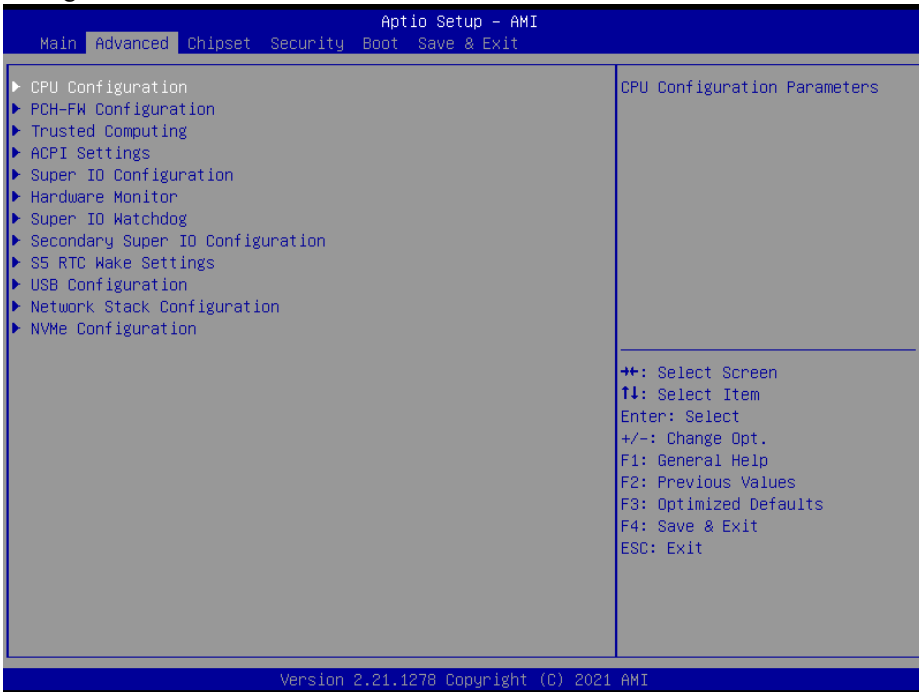 Aptio Setup – AMI
Main Advanced Chipset Security Boot Save & Exit
CPU Configuration
PCH-FW Configuration
Trusted Computing
ACPI Settings
Super IO Configuration
Hardware Monitor
Super IO Watchdog
Secondary Super IO Configuration
S5 RTC Wake Settings
USB Configuration
Network Stack Configuration
NVMe Configuration
CPU Configuration Parameters
→←: Select Screen
↑↓: Select Item
Enter: Select
+/-: Change Opt.
F1: General Help
F2: Previous Values
F3: Optimized Defaults
F4: Save & Exit
ESC: Exit
Version 2.21.1278 Copyright (C) 2021 AMI